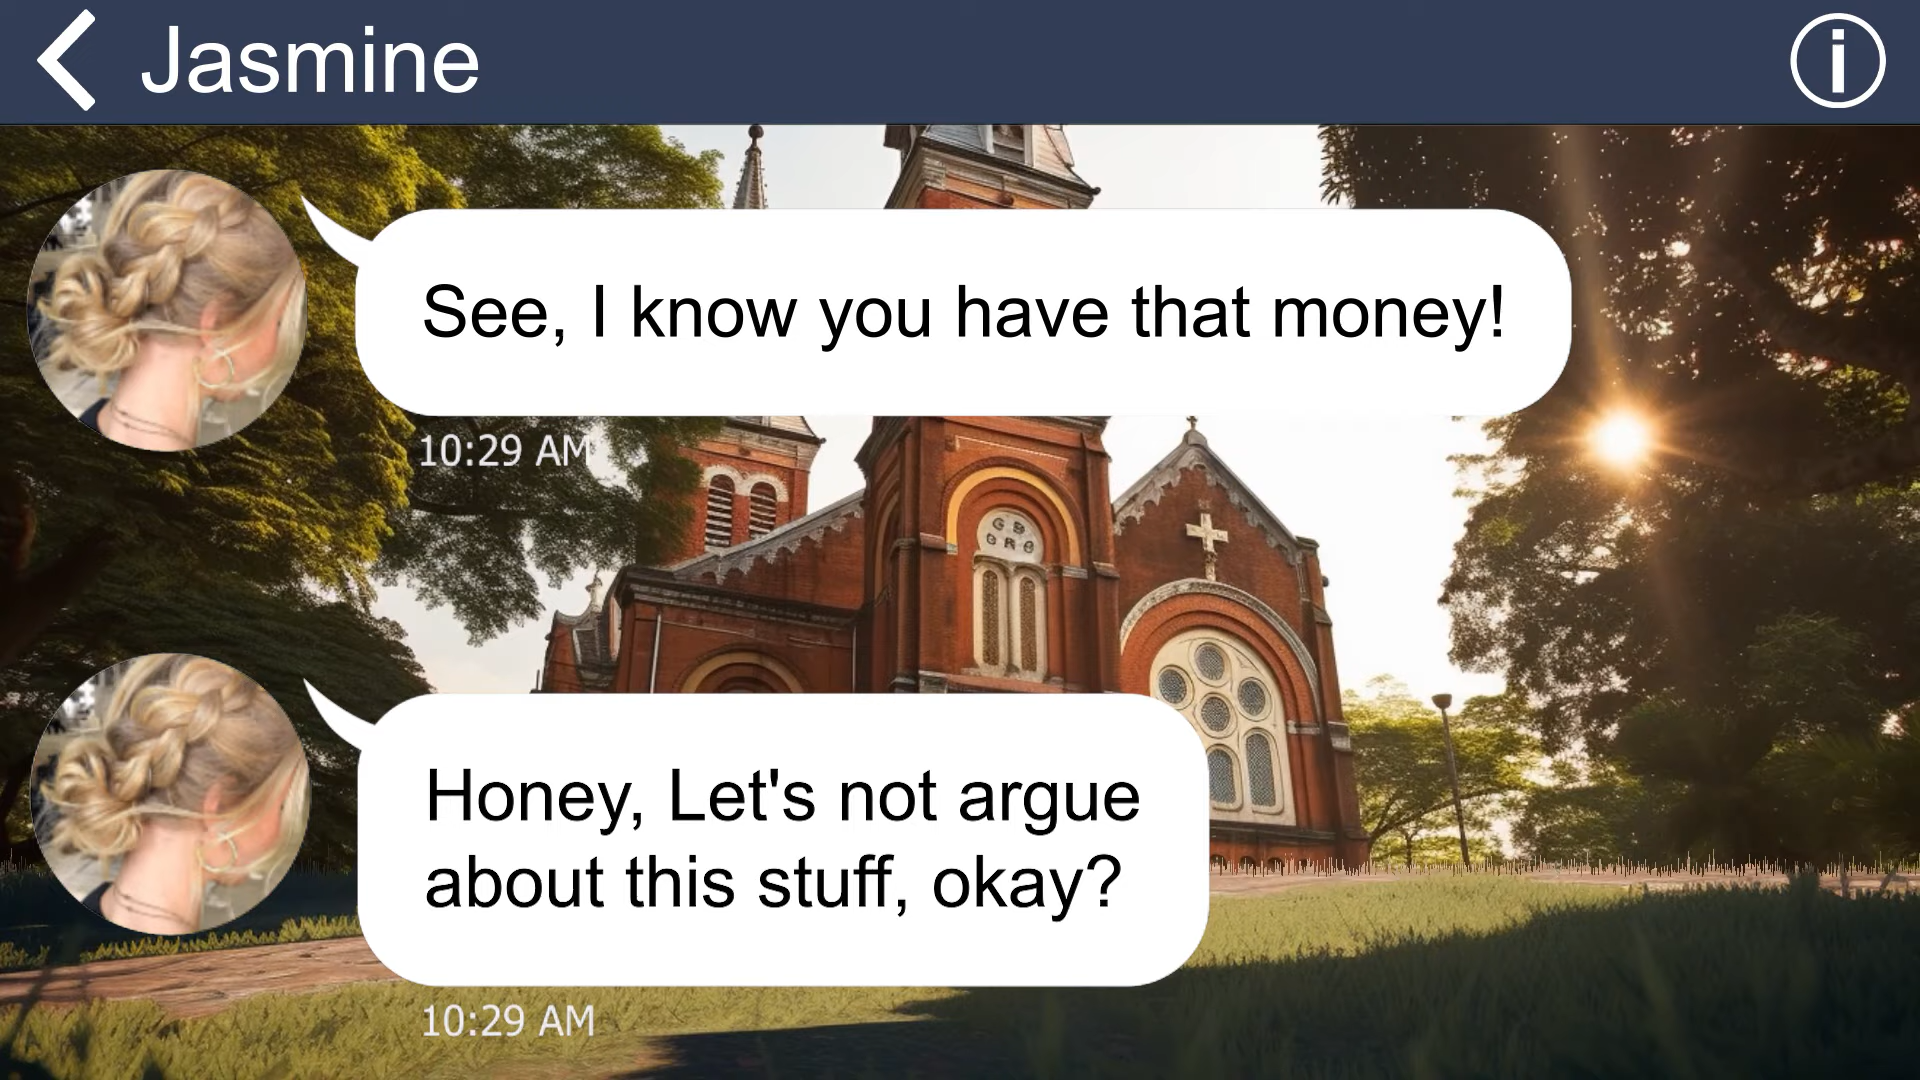 Jasmine
See, I know you have that money!
10:29 AM
Honey, Let's not argue
about this stuff, okay?
10:29 AM